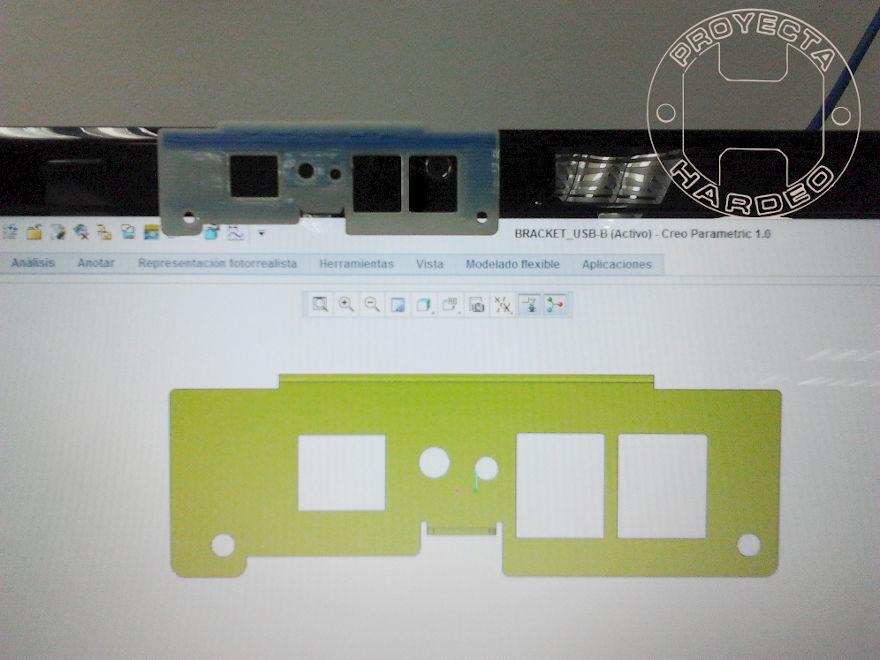 PROYECTA
HARDEO
BRACKET_USB-B (Activo) - Creo Parametric 1.0
Análisis Anotar Representación fotorrealista Herramientas Vista Modelado flexible Aplicaciones